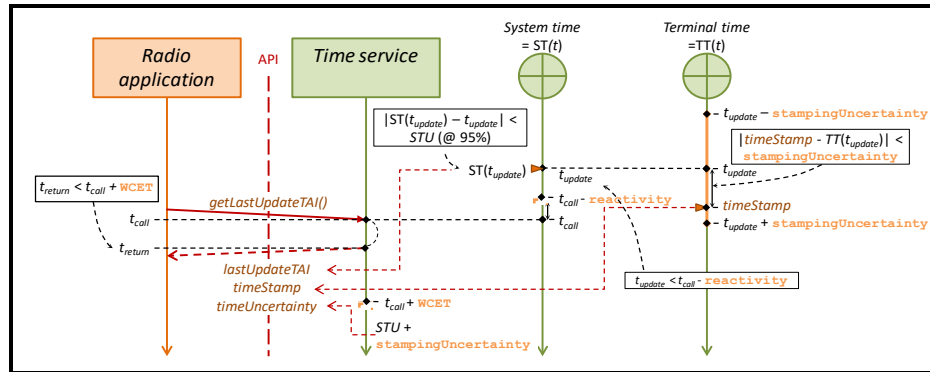 Radio
application
API
Time service
System time
= ST(t)
Terminal time
=TT(t)
|ST(t_update) – t_update| <
STU (@ 95%)
t_update – stampingUncertainty
|timeStamp - TT(t_update)| <
stampingUncertainty
ST(t_update)
t_update
t_update
t_return < t_call + WCET
getLastUpdateTAI()
t_call - reactivity
timeStamp
t_call
t_call
t_update + stampingUncertainty
t_return
lastUpdateTAI
timeStamp
t_update < t_call - reactivity
timeUncertainty
t_call + WCET
STU +
stampingUncertainty